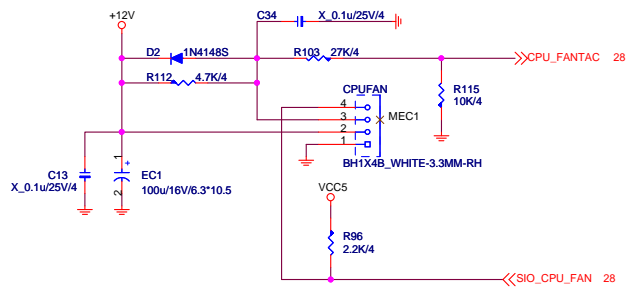 +12V
C34
X_0.1u/25V/4
D2
1N4148S
R103
27K/4
CPU_FANTAC 28
R112
4.7K/4
CPUFAN
R115
10K/4
4
3
2
1
MEC1
BH1X4B_WHITE-3.3MM-RH
C13
X_0.1u/25V/4
1
+
2
EC1
100u/16V/6.3*10.5
VCC5
R96
2.2K/4
SIO_CPU_FAN 28